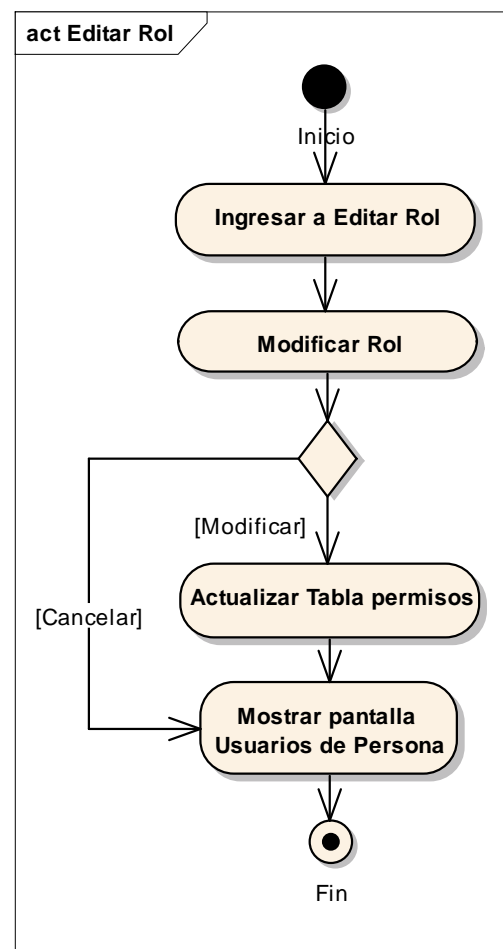 act Editar Rol
Inicio
Ingresar a Editar Rol
Modificar Rol
[Modificar]
Actualizar Tabla permisos
[Cancelar]
Mostrar pantalla
Usuarios de Persona
Fin